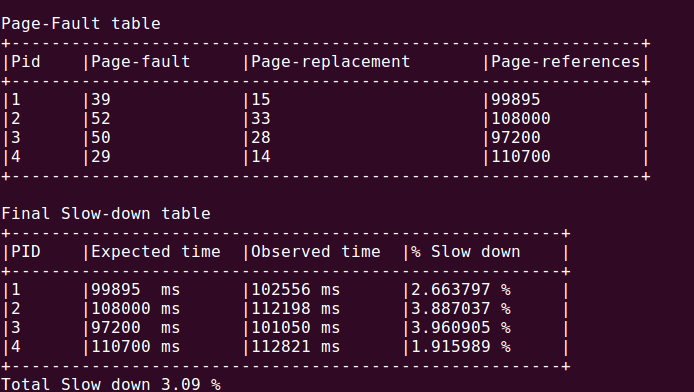 Page-Fault table
+---------------------------------------------------------------+
|Pid    |Page-fault     |Page-replacement       |Page-references|
+---------------------------------------------------------------+
|1      |39             |15                     |99895          |
|2      |52             |33                     |108000         |
|3      |50             |28                     |97200          |
|4      |29             |14                     |110700         |
+---------------------------------------------------------------+
Final Slow-down table
+-------------------------------------------------------+
|PID    |Expected time  |Observed time  |% Slow down    |
+-------------------------------------------------------+
|1      |99895  ms      |102556 ms      |2.663797 %     |
|2      |108000 ms      |112198 ms      |3.887037 %     |
|3      |97200  ms      |101050 ms      |3.960905 %     |
|4      |110700 ms      |112821 ms      |1.915989 %     |
+-------------------------------------------------------+
Total Slow down 3.09 %